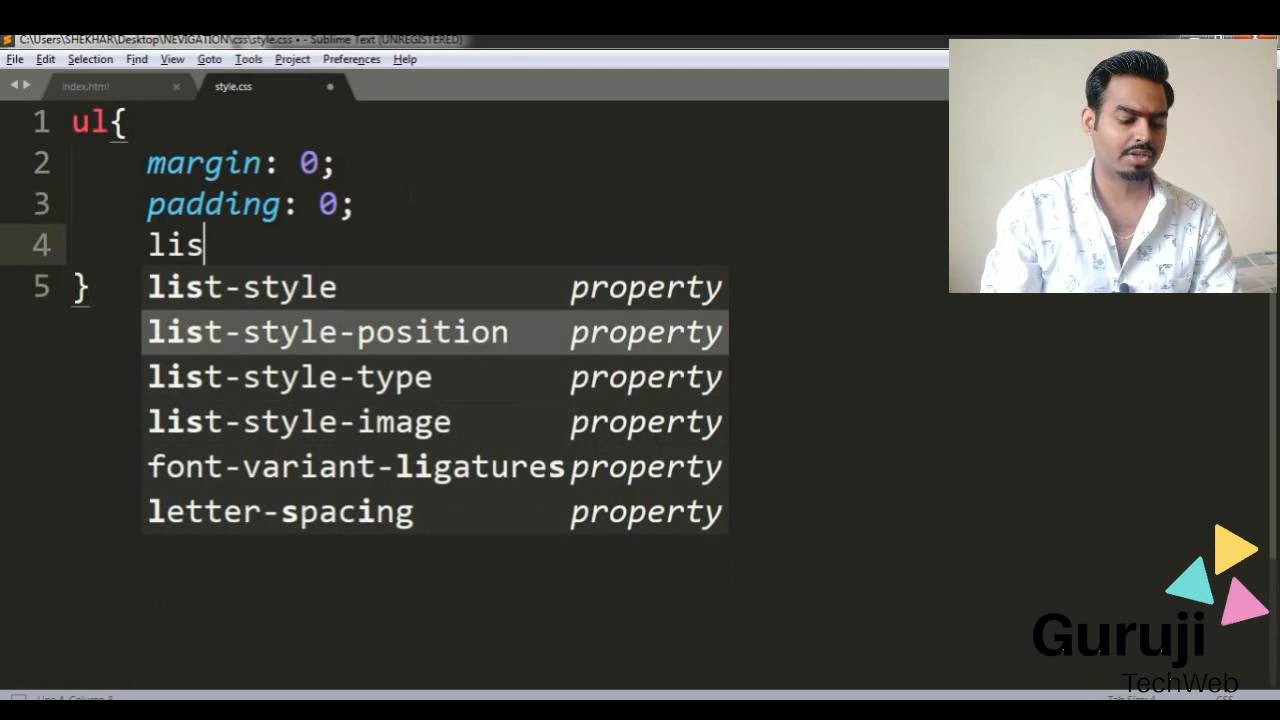 C:\Users\SHEKHAR\Desktop\NEVIGATION\css\style.css • - Sublime Text (UNREGISTERED)
File Edit Selection Find View Goto Tools Project Preferences Help
index.html × style.css
1 ul{
2 margin: 0;
3 padding: 0;
4 lis
5 }
list-style property
list-style-position property
list-style-type property
list-style-image property
font-variant-ligatures property
letter-spacing property
Guruji
TechWeb